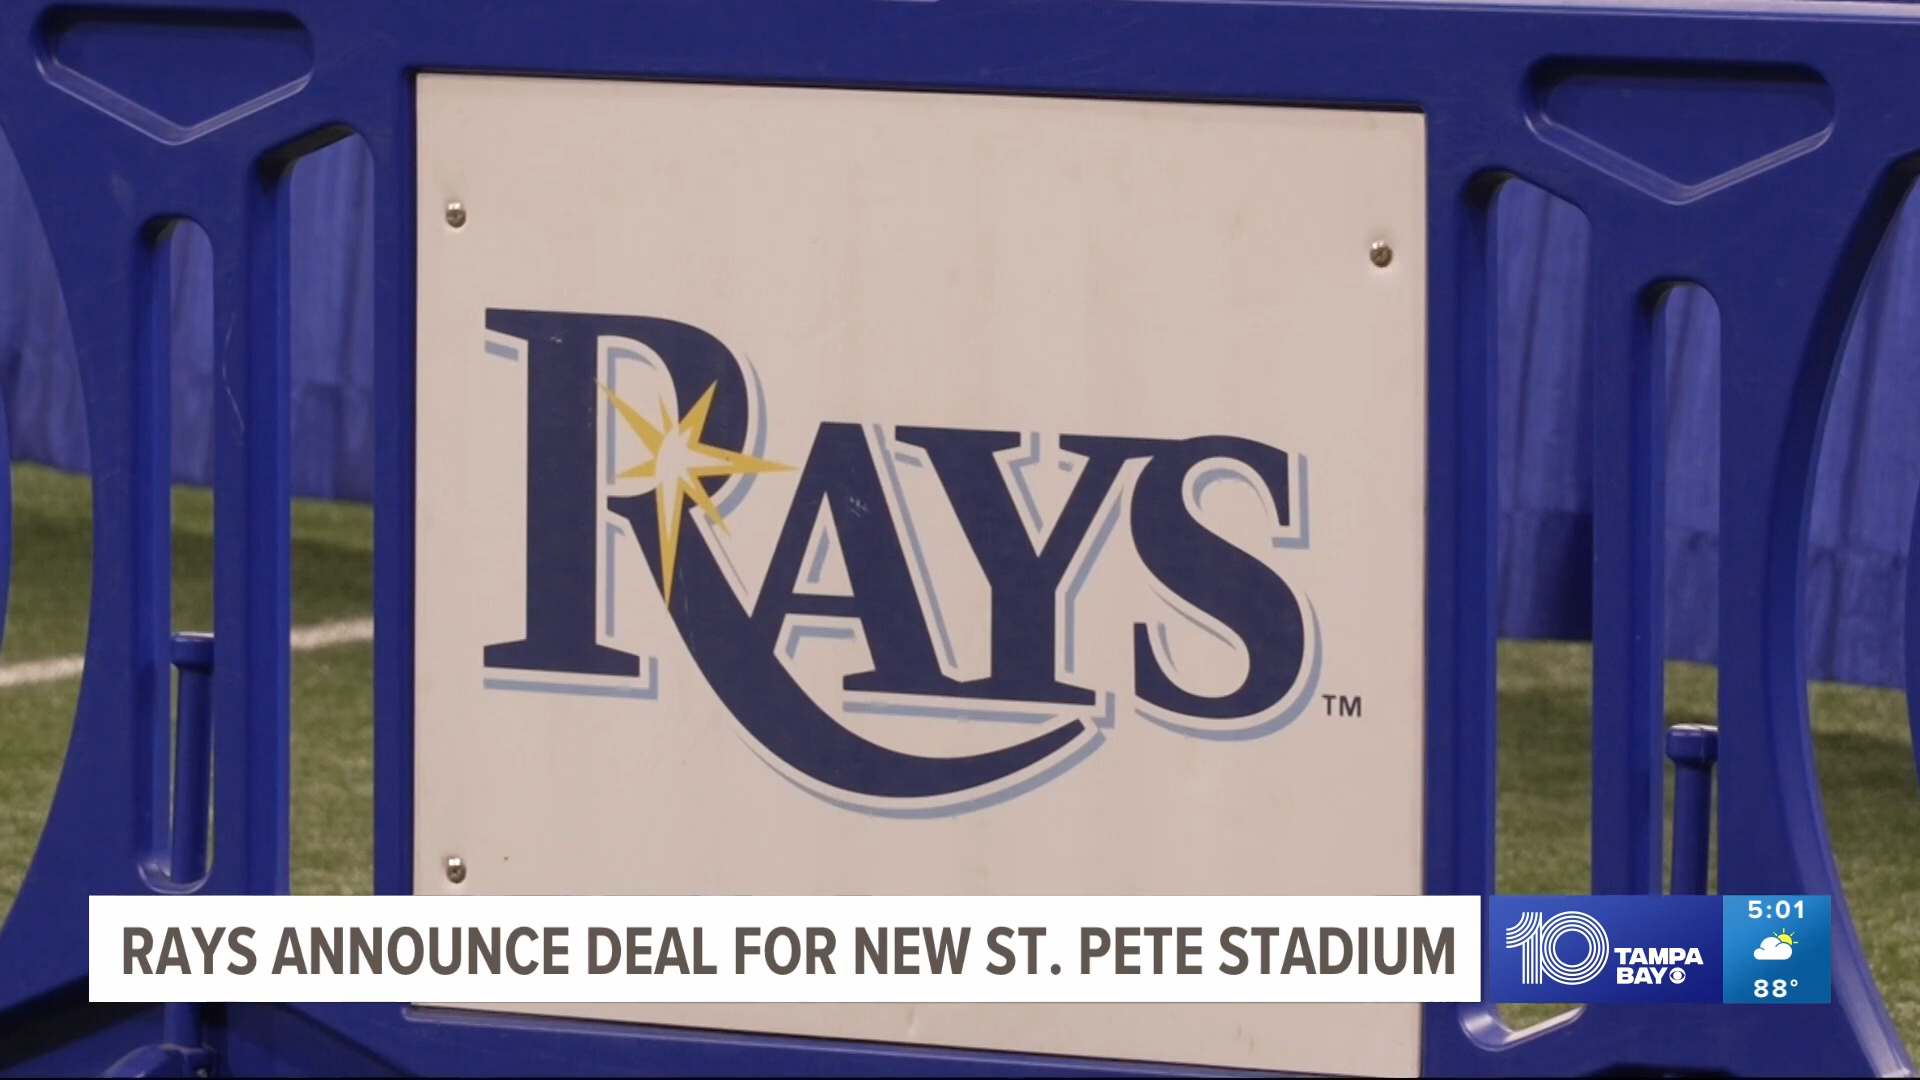 RAYS
TM
RAYS ANNOUNCE DEAL FOR NEW ST. PETE STADIUM
10 TAMPA BAY
5:01
88°